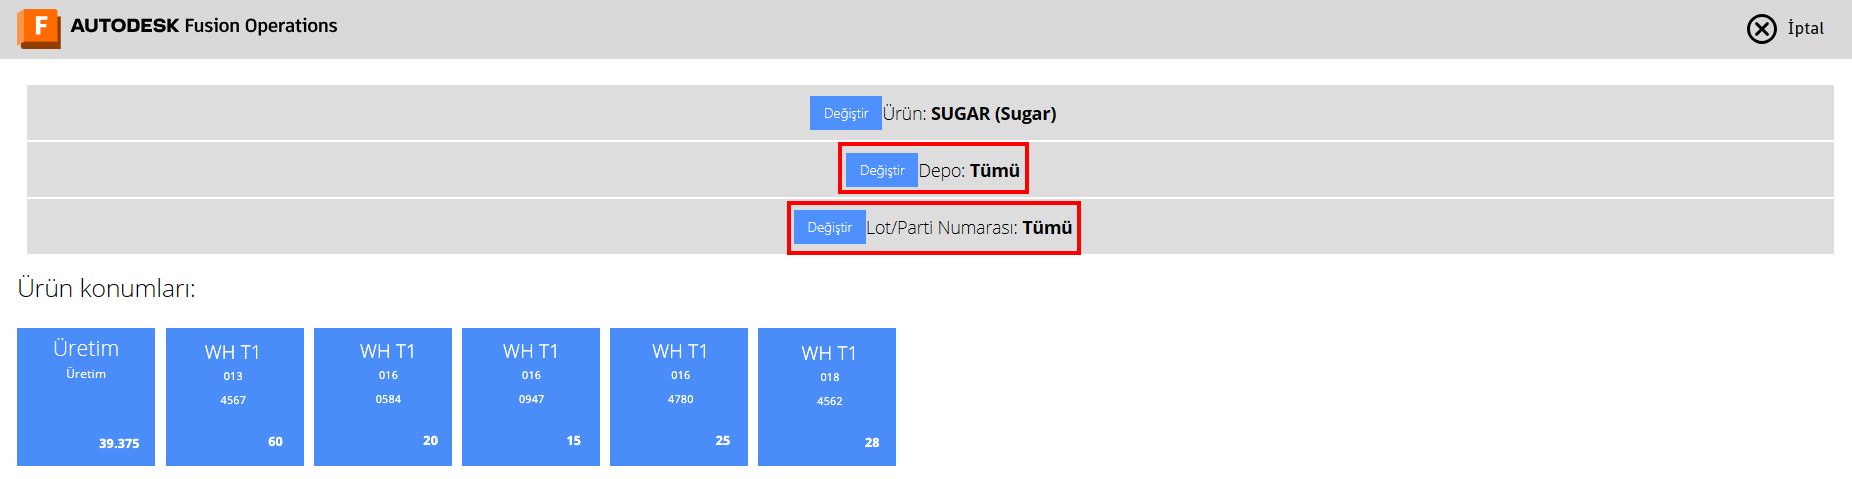 F AUTODESK Fusion Operations
İptal
Değiştir Ürün: SUGAR (Sugar)
Değiştir Depo: Tümü
Değiştir Lot/Parti Numarası: Tümü
Ürün konumları:
Üretim
Üretim
39.375
WH T1
013
4567
60
WH T1
016
0584
20
WH T1
016
0947
15
WH T1
016
4780
25
WH T1
018
4562
28